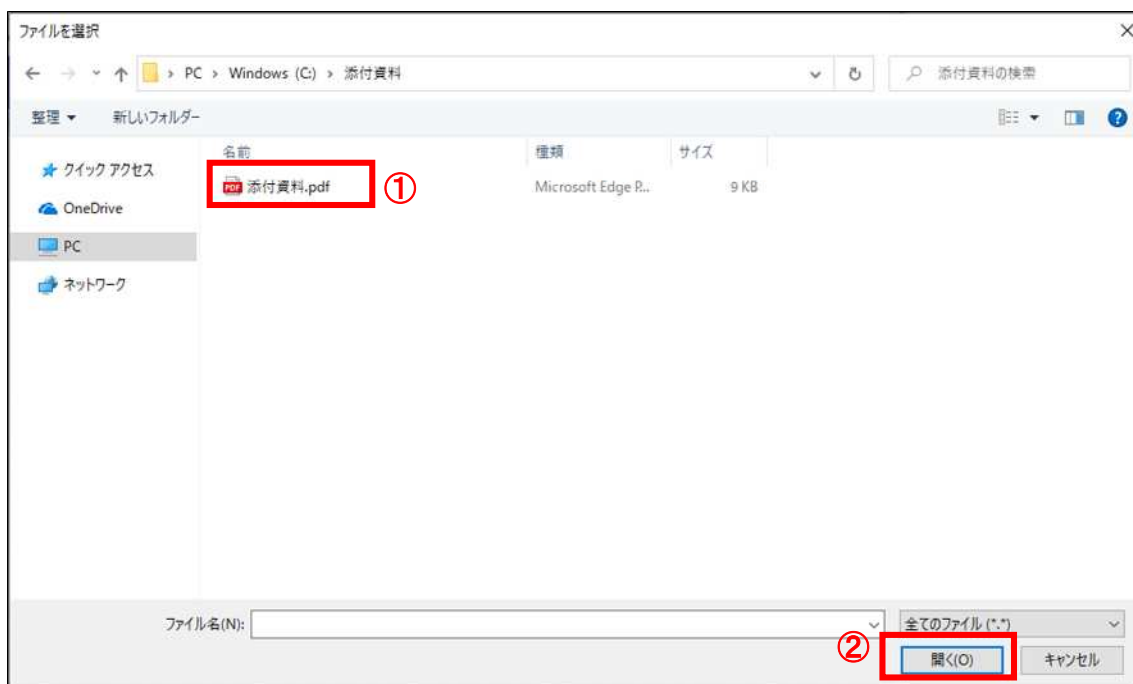 ファイルを選択
PC › Windows (C:) › 添付資料
添付資料の検索
整理 新しいフォルダー
名前 種類 サイズ
クイック アクセス
添付資料.pdf ① Microsoft Edge P... 9 KB
OneDrive
PC
ネットワーク
ファイル名(N): 全てのファイル (*.*)
② 開く(O) キャンセル